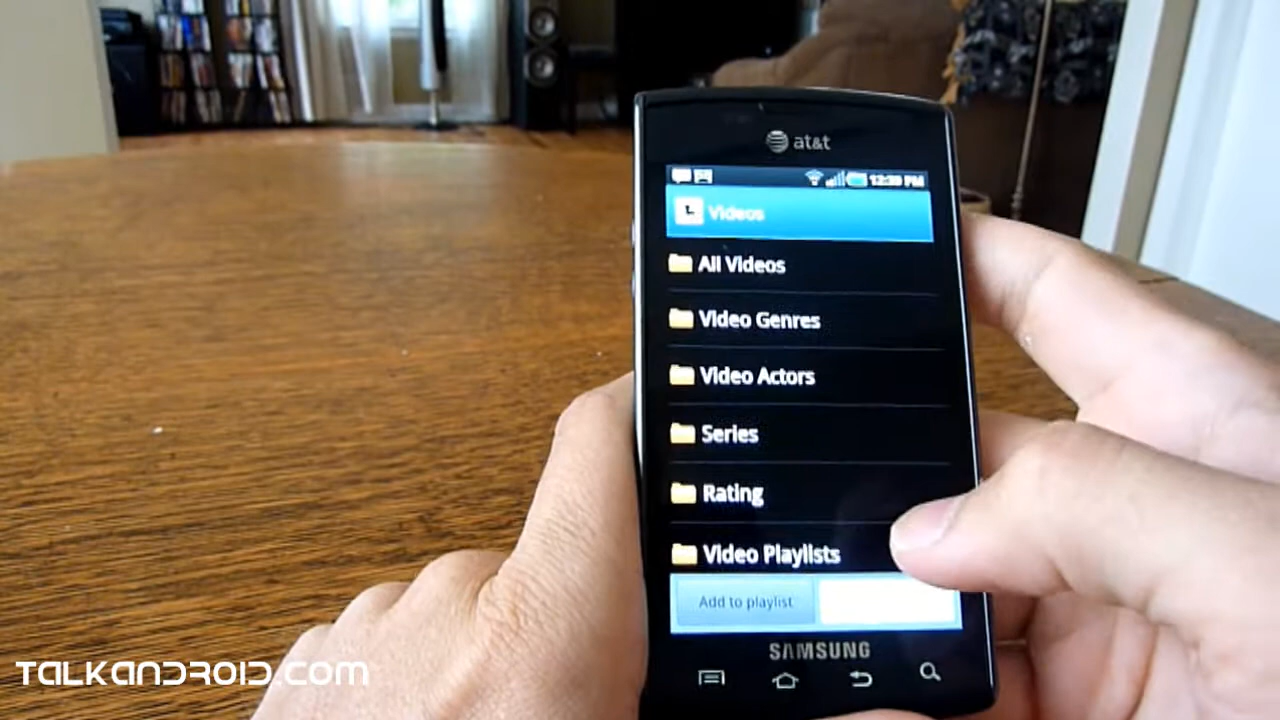 at&t
12:39 PM
Videos
All Videos
Video Genres
Video Actors
Series
Rating
Video Playlists
Add to playlist
SAMSUNG
TALKANDROID.COM